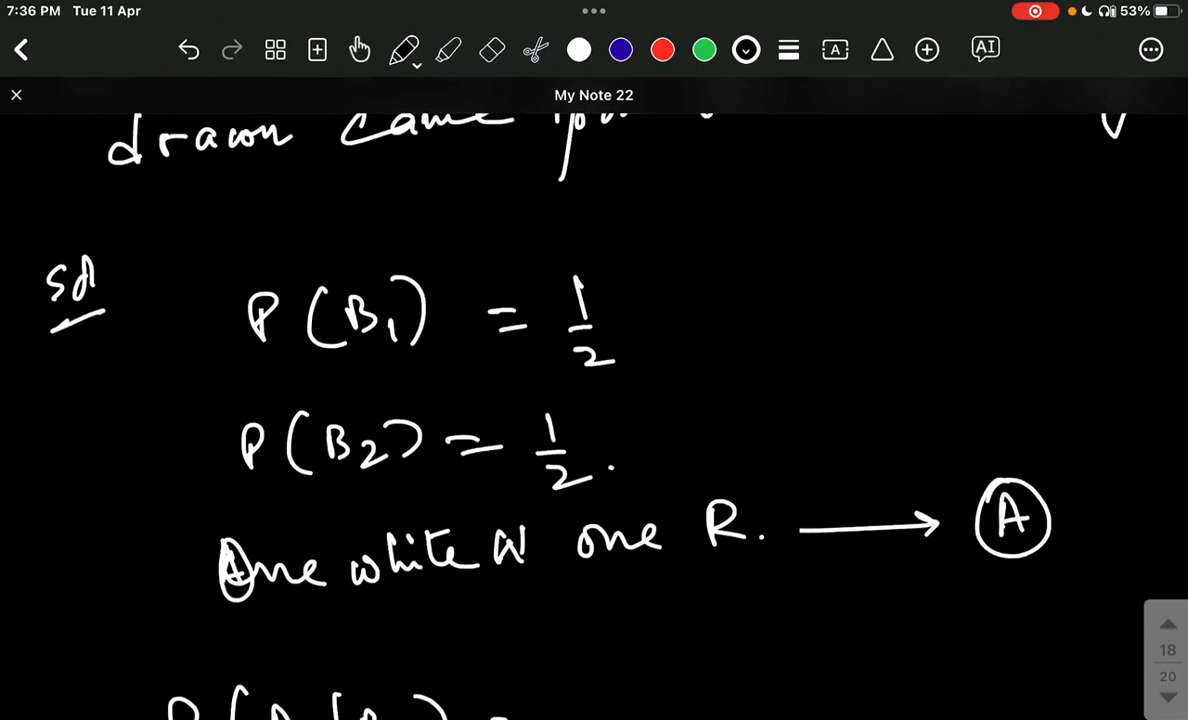 7:36 PM Tue 11 Apr
53%
A
AI
My Note 22
drawn came
Sol
P (B1) = 1/2
P (B2) = 1/2.
One white & one R. → A
18
20